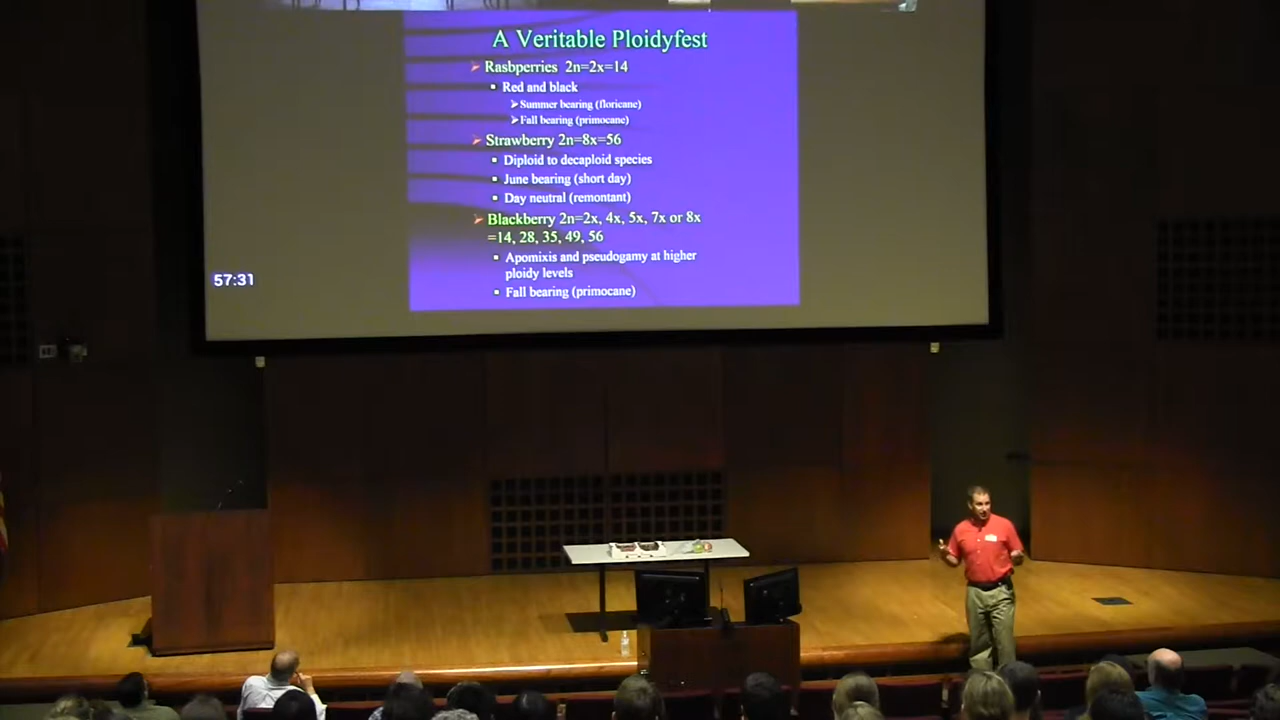 A Veritable Ploidyfest
Rasbperries 2n=2x=14
Red and black
Summer bearing (floricane)
Fall bearing (primocane)
Strawberry 2n=8x=56
Diploid to decaploid species
June bearing (short day)
Day neutral (remontant)
Blackberry 2n=2x, 4x, 5x, 7x or 8x
=14, 28, 35, 49, 56
Apomixis and pseudogamy at higher
ploidy levels
Fall bearing (primocane)
57:31